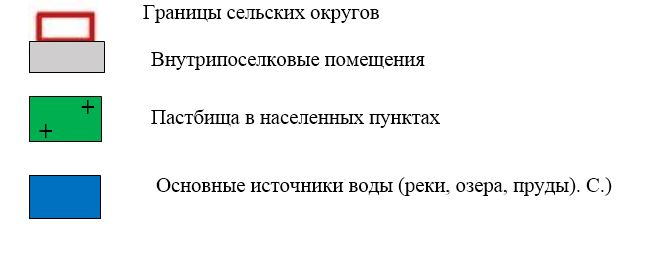 Границы сельских округов
Внутрипоселковые помещения
Пастбища в населенных пунктах
Основные источники воды (реки, озера, пруды). С.)